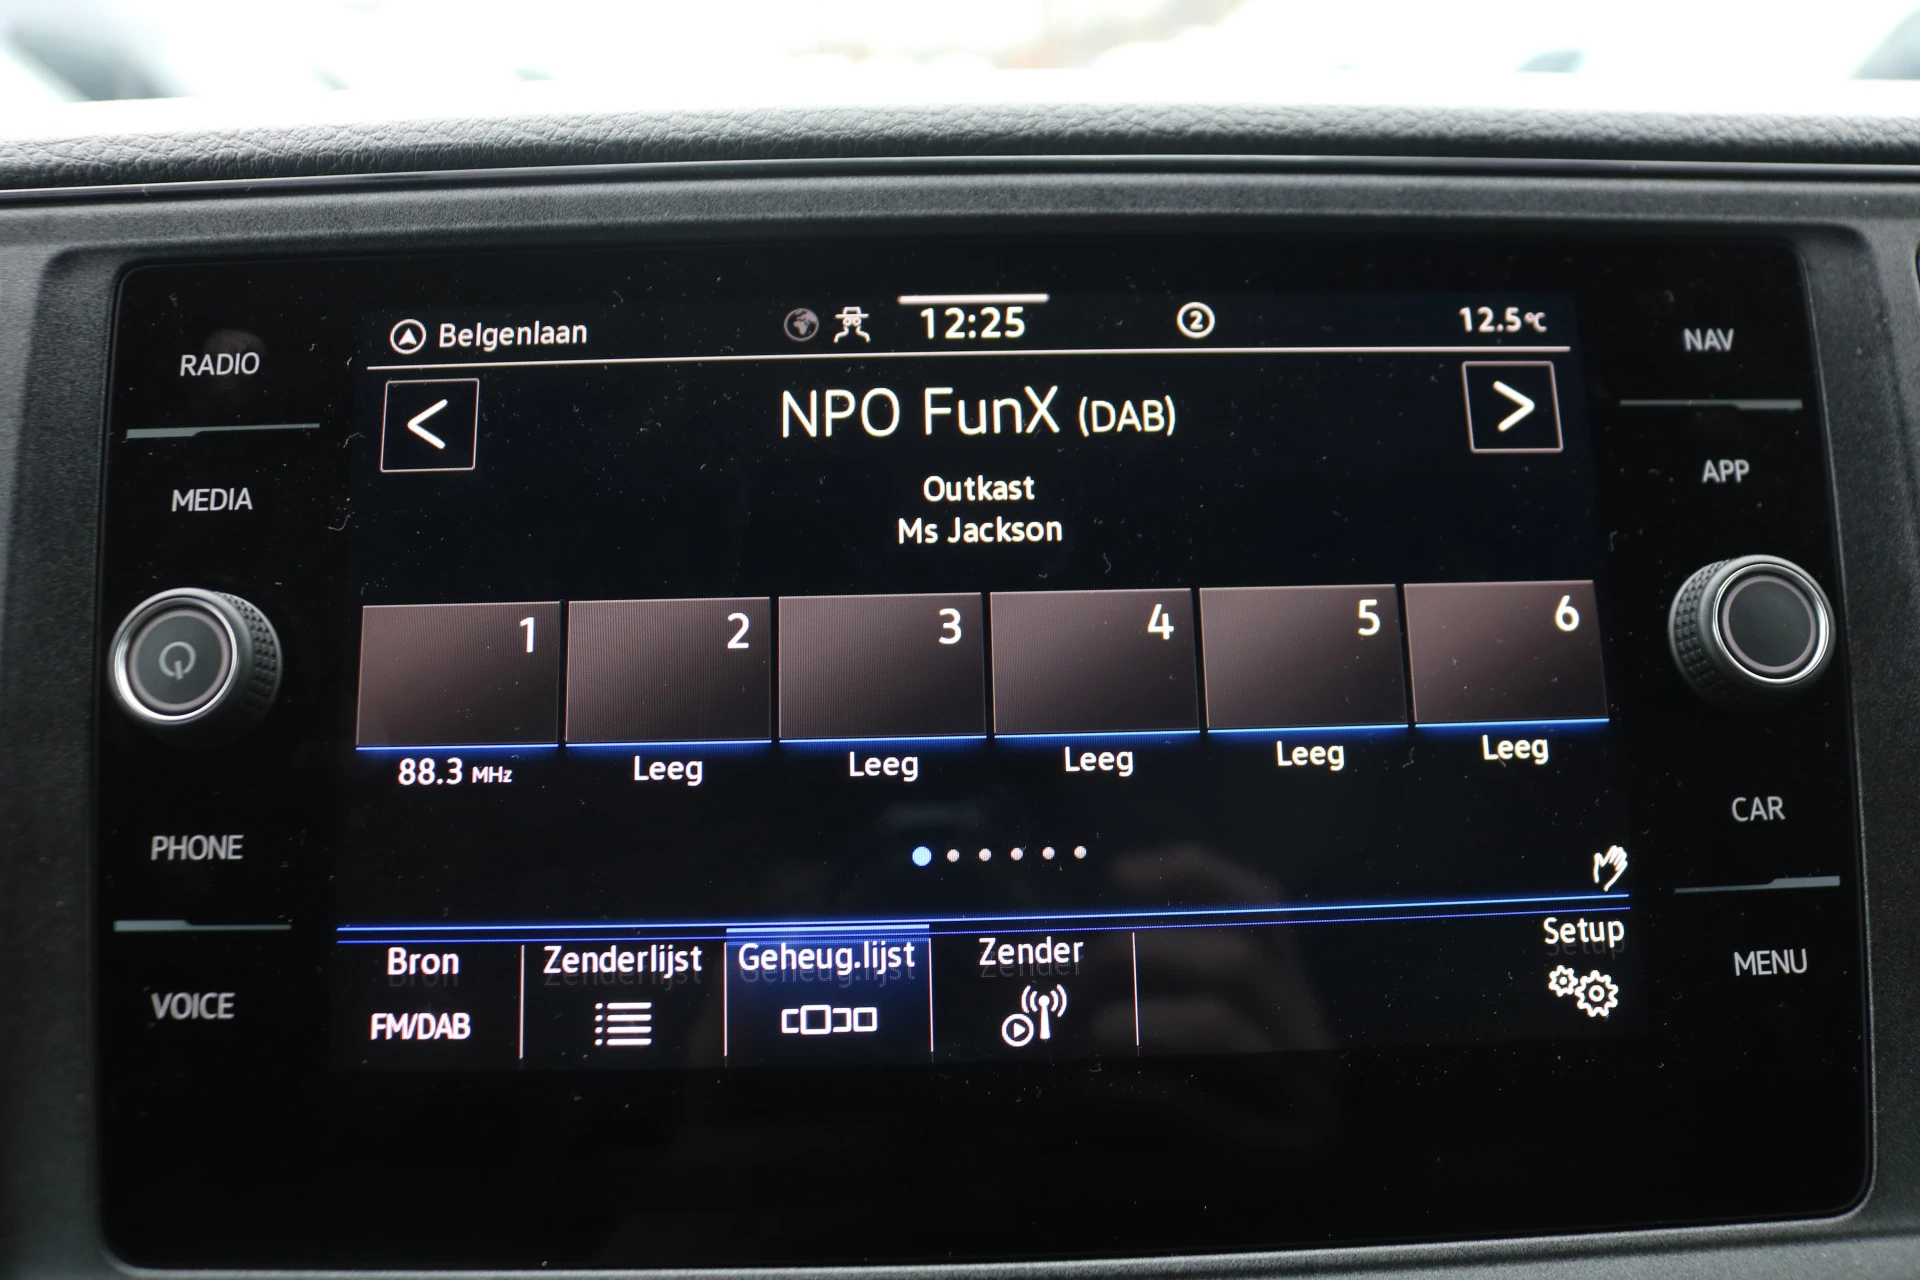 Belgenlaan
12:25
2
12.5°C
RADIO
NAV
<
NPO FunX (DAB)
>
MEDIA
APP
Outkast
Ms Jackson
1
2
3
4
5
6
88.3 MHz
Leeg
Leeg
Leeg
Leeg
Leeg
PHONE
CAR
Bron
Zenderlijst
Geheug.lijst
Zender
Setup
FM/DAB
VOICE
MENU